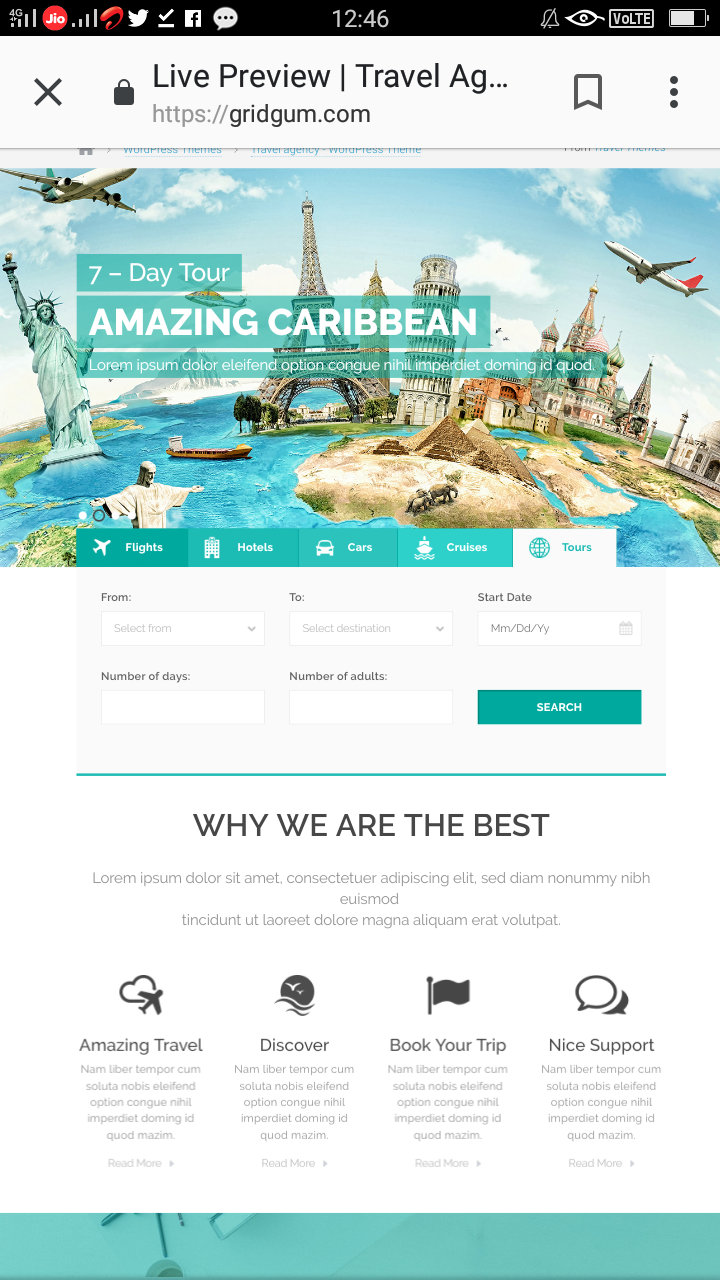 4G
Jio
12:46
VoLTE
Live Preview | Travel Ag...
https://gridgum.com
WordPress Themes
Travel agency - WordPress Theme
From Travel Themes
7 – Day Tour
AMAZING CARIBBEAN
Lorem ipsum dolor eleifend option congue nihil imperdiet doming id quod.
Flights
Hotels
Cars
Cruises
Tours
From:
To:
Start Date
Select from
Select destination
Mm/Dd/Yy
Number of days:
Number of adults:
SEARCH
WHY WE ARE THE BEST
Lorem ipsum dolor sit amet, consectetuer adipiscing elit, sed diam nonummy nibh
euismod
tincidunt ut laoreet dolore magna aliquam erat volutpat.
Amazing Travel
Nam liber tempor cum
soluta nobis eleifend
option congue nihil
imperdiet doming id
quod mazim.
Read More
Discover
Nam liber tempor cum
soluta nobis eleifend
option congue nihil
imperdiet doming id
quod mazim.
Read More
Book Your Trip
Nam liber tempor cum
soluta nobis eleifend
option congue nihil
imperdiet doming id
quod mazim.
Read More
Nice Support
Nam liber tempor cum
soluta nobis eleifend
option congue nihil
imperdiet doming id
quod mazim.
Read More